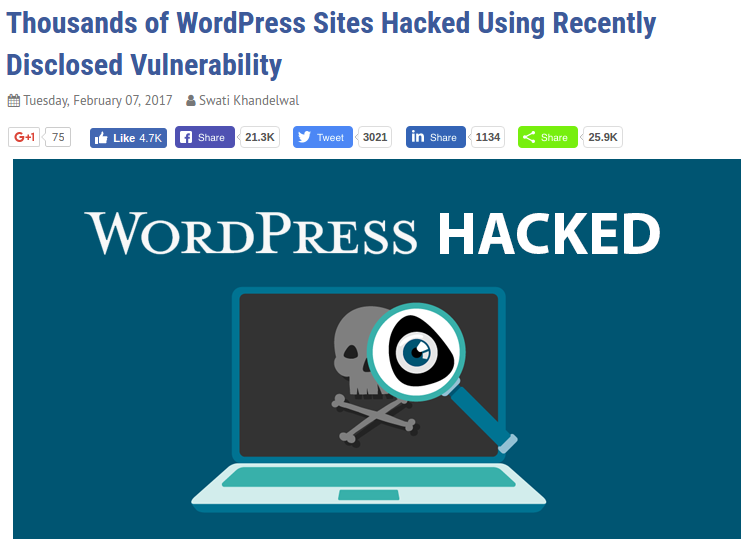 Thousands of WordPress Sites Hacked Using Recently
Disclosed Vulnerability
Tuesday, February 07, 2017 Swati Khandelwal
G+1 75 Like 4.7K Share 21.3K Tweet 3021 in Share 1134 Share 25.9K
WORDPRESS HACKED